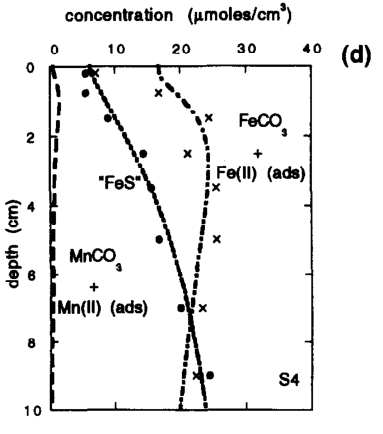 concentration (μmoles/cm³)
0 10 20 30 40
(d)
0
2
4
6
8
10
depth (cm)
FeCO₃
+
Fe(II) (ads)
"FeS"
MnCO₃
+
Mn(II) (ads)
S4